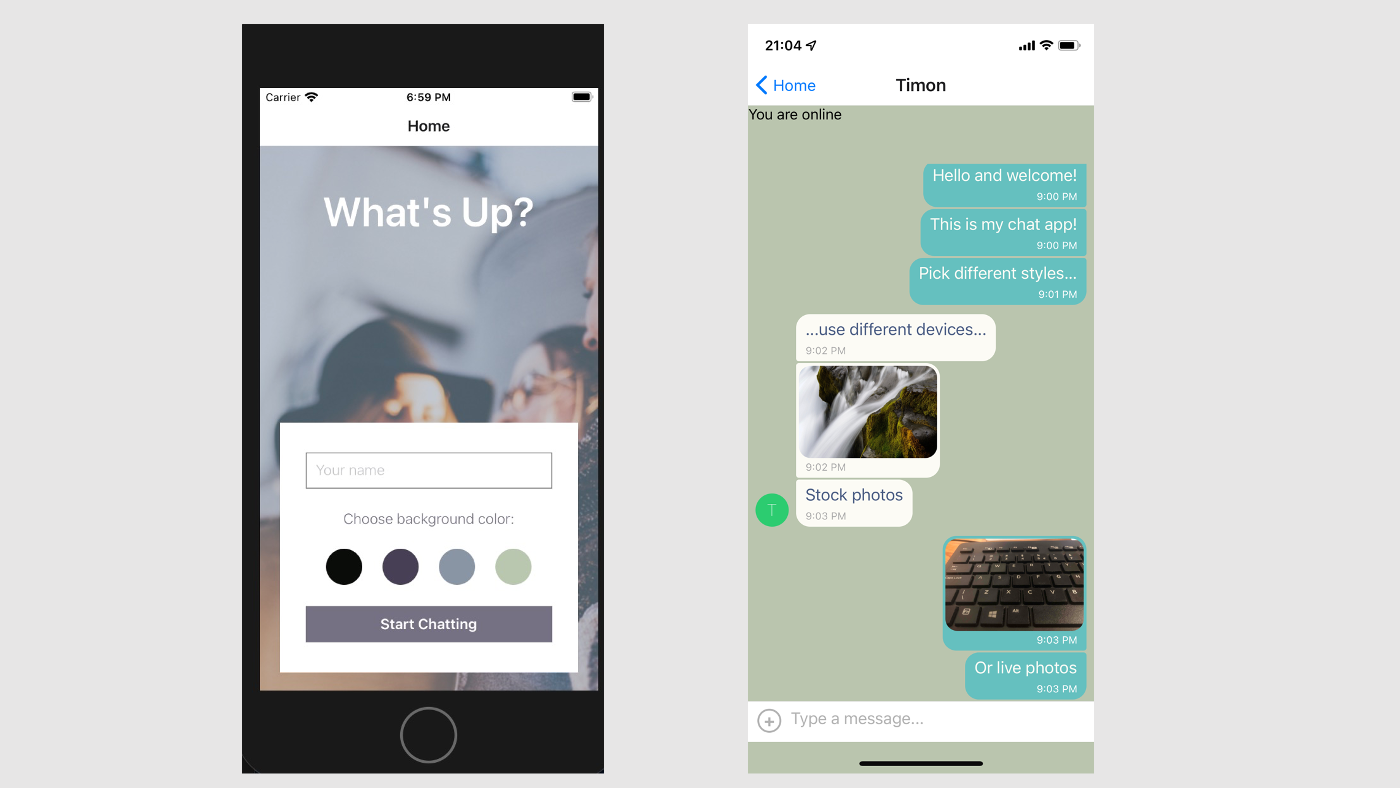 Carrier 6:59 PM
Home
What's Up?
Your name
Choose background color:
Start Chatting
21:04
Home Timon
You are online
Hello and welcome!
9:00 PM
This is my chat app!
9:00 PM
Pick different styles...
9:01 PM
...use different devices...
9:02 PM
9:02 PM
Stock photos
9:03 PM
T
9:03 PM
Or live photos
9:03 PM
Type a message...